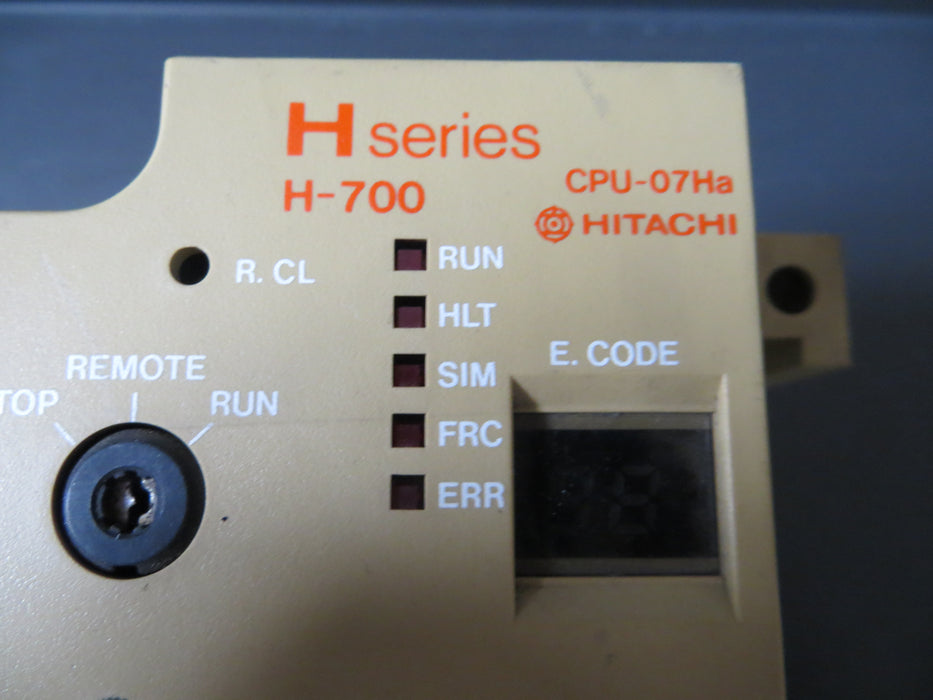 H series
H-700
CPU-07Ha
HITACHI
R. CL
RUN
HLT
SIM
FRC
ERR
E. CODE
REMOTE
TOP
RUN